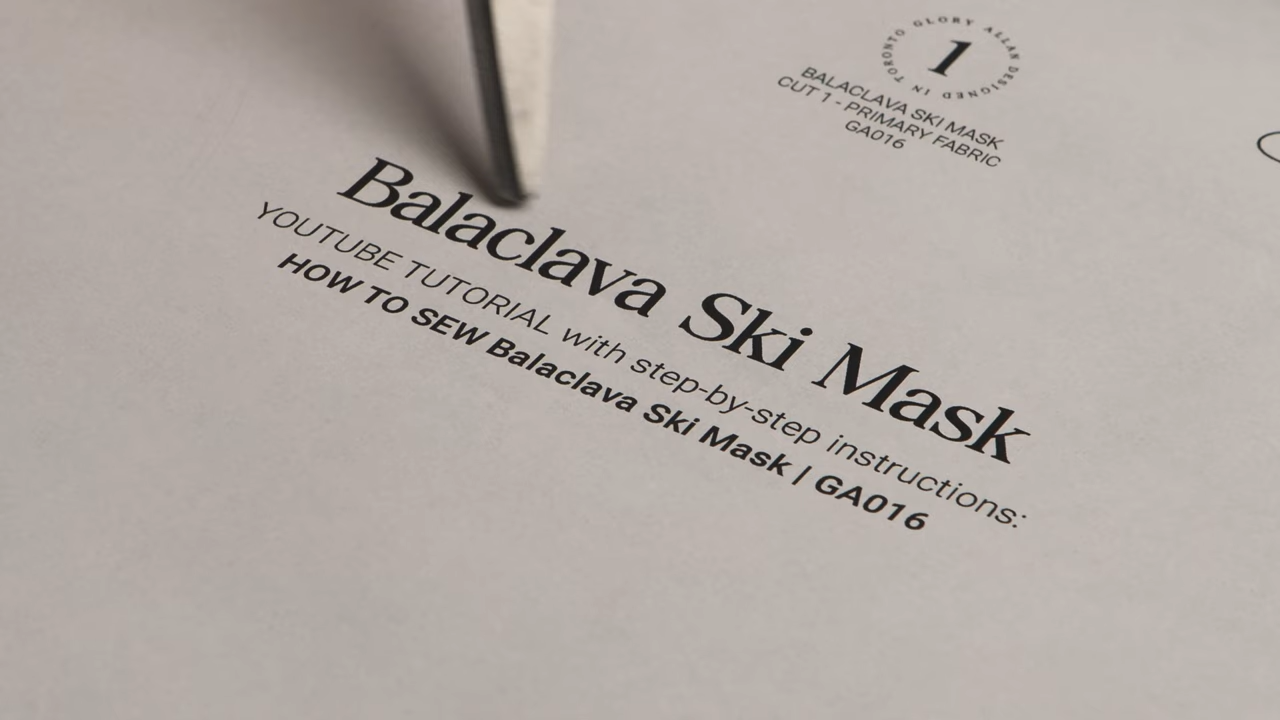 GLORY ALLAN DESIGNED IN TORONTO
1
BALACLAVA SKI MASK
CUT 1 - PRIMARY FABRIC
GA016
Balaclava Ski Mask
YOUTUBE TUTORIAL with step-by-step instructions:
HOW TO SEW Balaclava Ski Mask | GA016